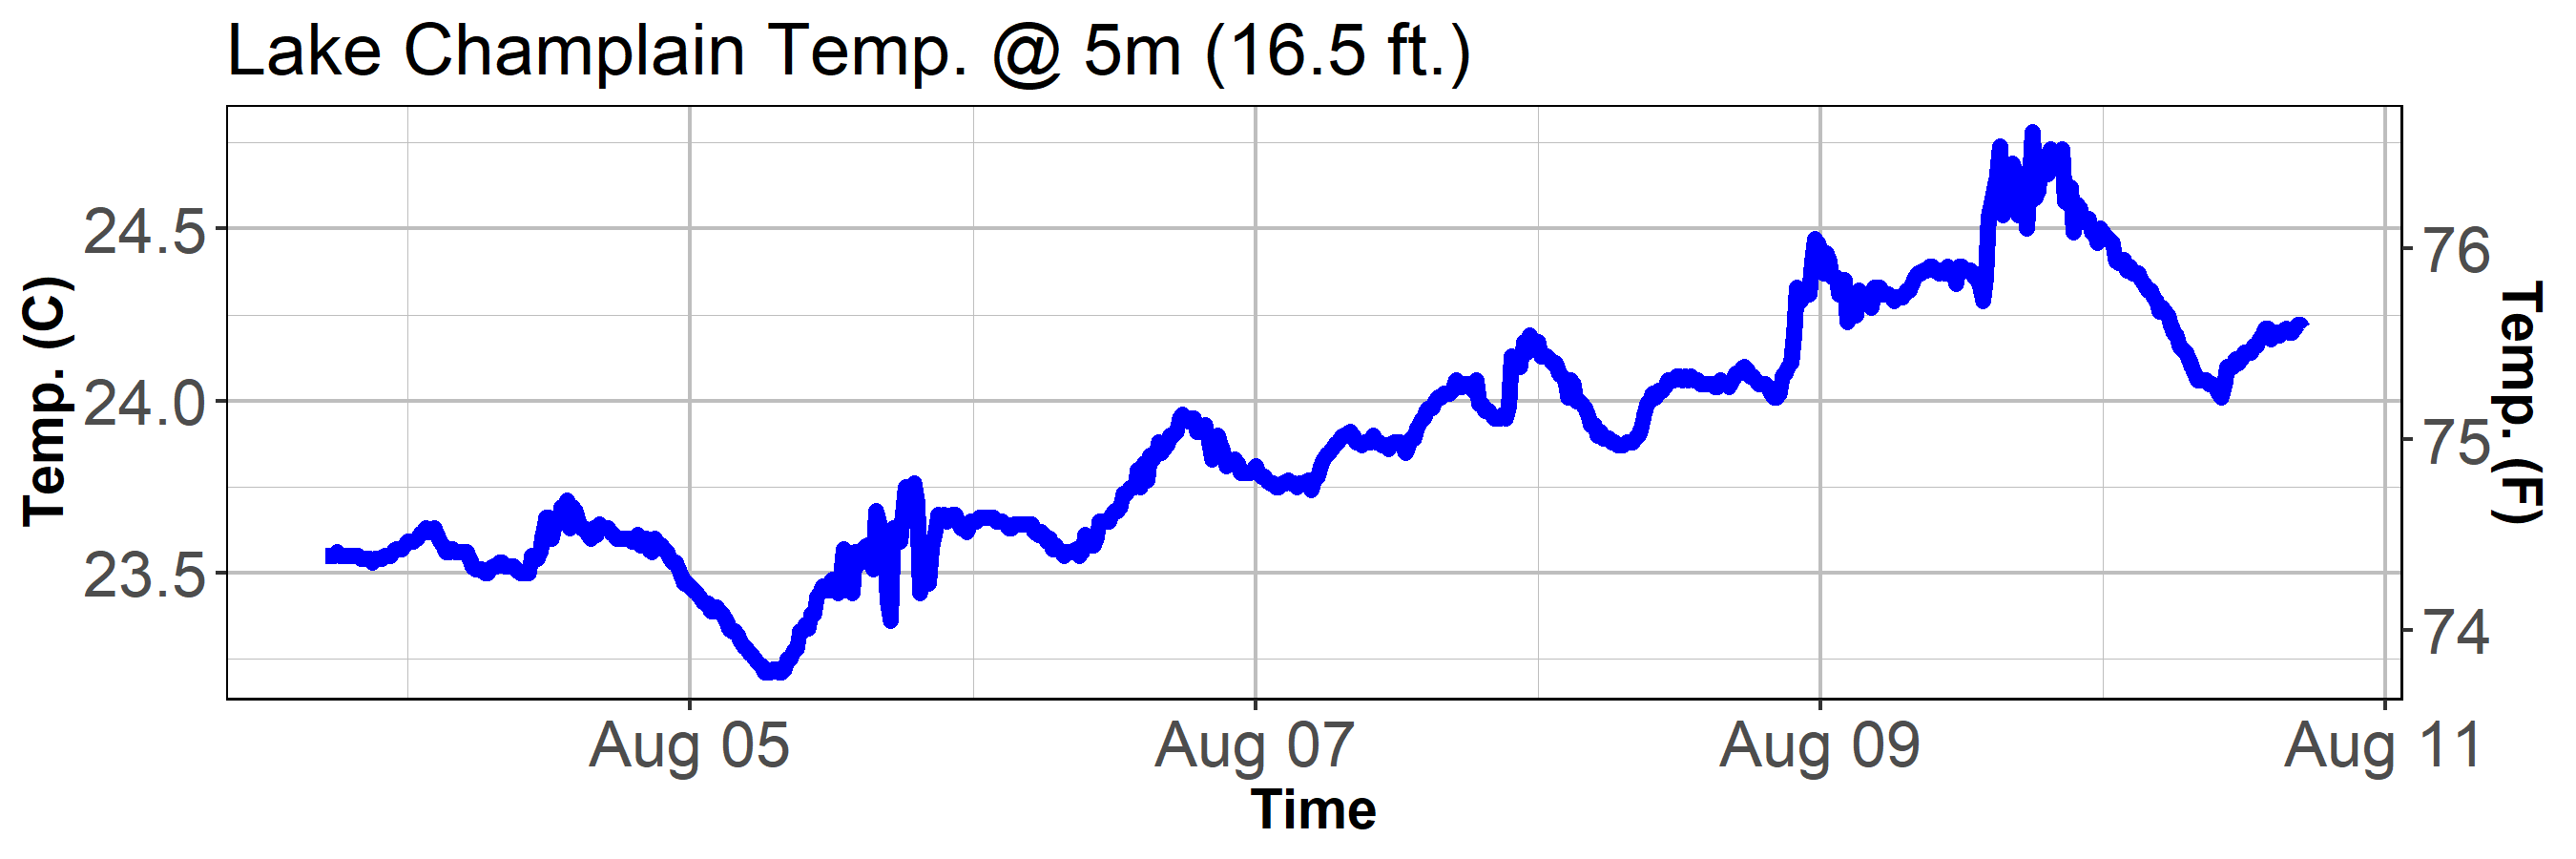 Lake Champlain Temp. @ 5m (16.5 ft.)
Temp. (C)
24.5
24.0
23.5
76
75
74
Temp. (F)
Aug 05
Aug 07
Aug 09
Aug 11
Time